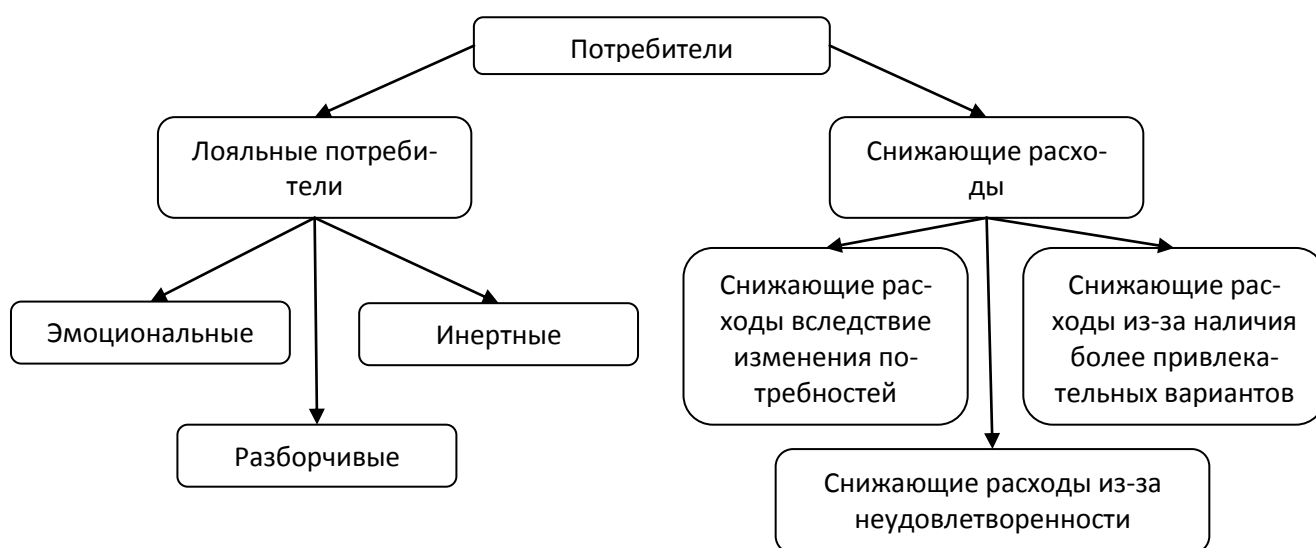 Потребители
Лояльные потреби-
тели
Снижающие расхо-
ды
Эмоциональные
Инертные
Разборчивые
Снижающие рас-
ходы вследствие
изменения по-
требностей
Снижающие рас-
ходы из-за наличия
более привлека-
тельных вариантов
Снижающие расходы из-за
неудовлетворенности